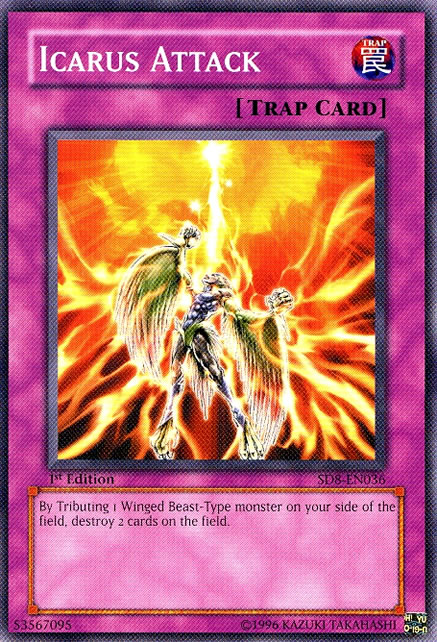 ICARUS ATTACK
TRAP
罠
[TRAP CARD]
1st Edition
SD8-EN036
By Tributing 1 Winged Beast-Type monster on your side of the
field, destroy 2 cards on the field.
53567095
©1996 KAZUKI TAKAHASHI